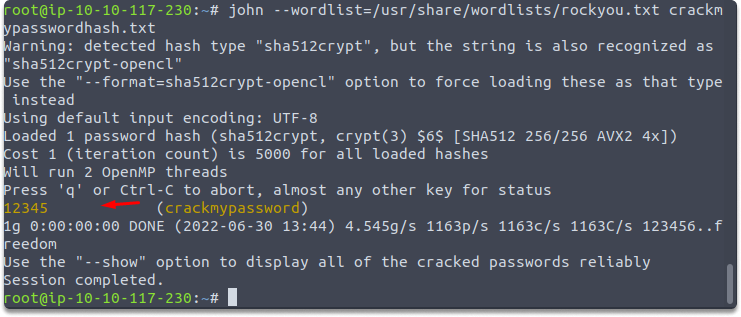 root@ip-10-10-117-230:~# john --wordlist=/usr/share/wordlists/rockyou.txt crackm
ypasswordhash.txt
Warning: detected hash type "sha512crypt", but the string is also recognized as
"sha512crypt-opencl"
Use the "--format=sha512crypt-opencl" option to force loading these as that type
 instead
Using default input encoding: UTF-8
Loaded 1 password hash (sha512crypt, crypt(3) $6$ [SHA512 256/256 AVX2 4x])
Cost 1 (iteration count) is 5000 for all loaded hashes
Will run 2 OpenMP threads
Press 'q' or Ctrl-C to abort, almost any other key for status
12345            (crackmypassword)
1g 0:00:00:00 DONE (2022-06-30 13:44) 4.545g/s 1163p/s 1163c/s 1163C/s 123456..f
reedom
Use the "--show" option to display all of the cracked passwords reliably
Session completed.
root@ip-10-10-117-230:~#